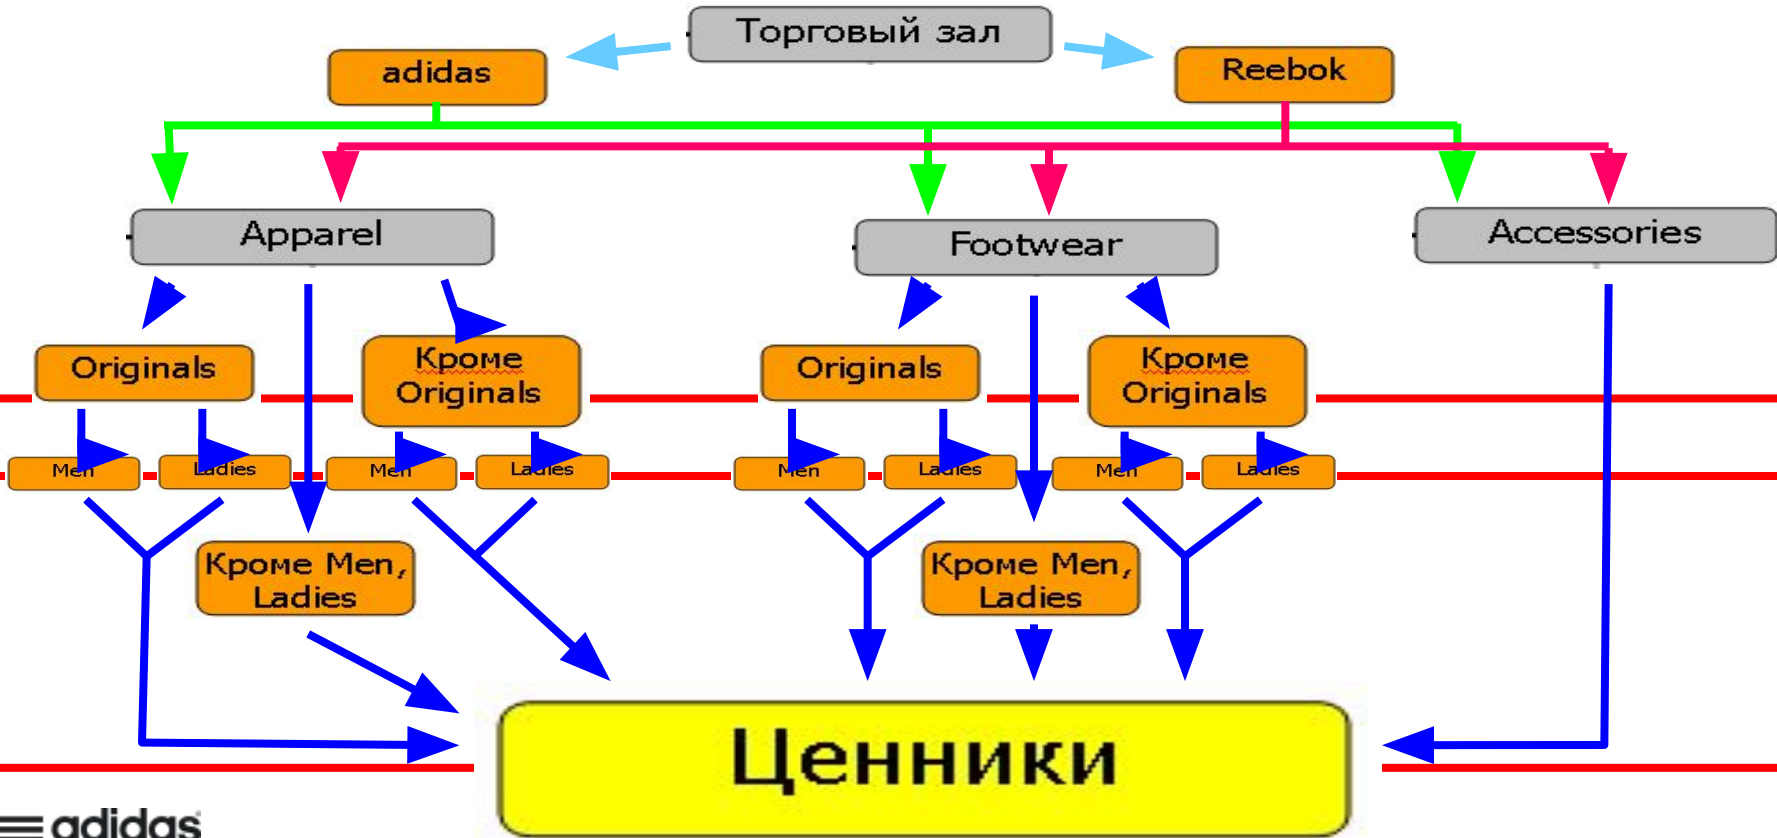 Торговый зал
adidas
Reebok
Apparel
Footwear
Accessories
Originals
Кроме
Originals
Originals
Кроме
Originals
Men
Ladies
Men
Ladies
Men
Ladies
Men
Ladies
Кроме Men,
Ladies
Кроме Men,
Ladies
Ценники
adidas